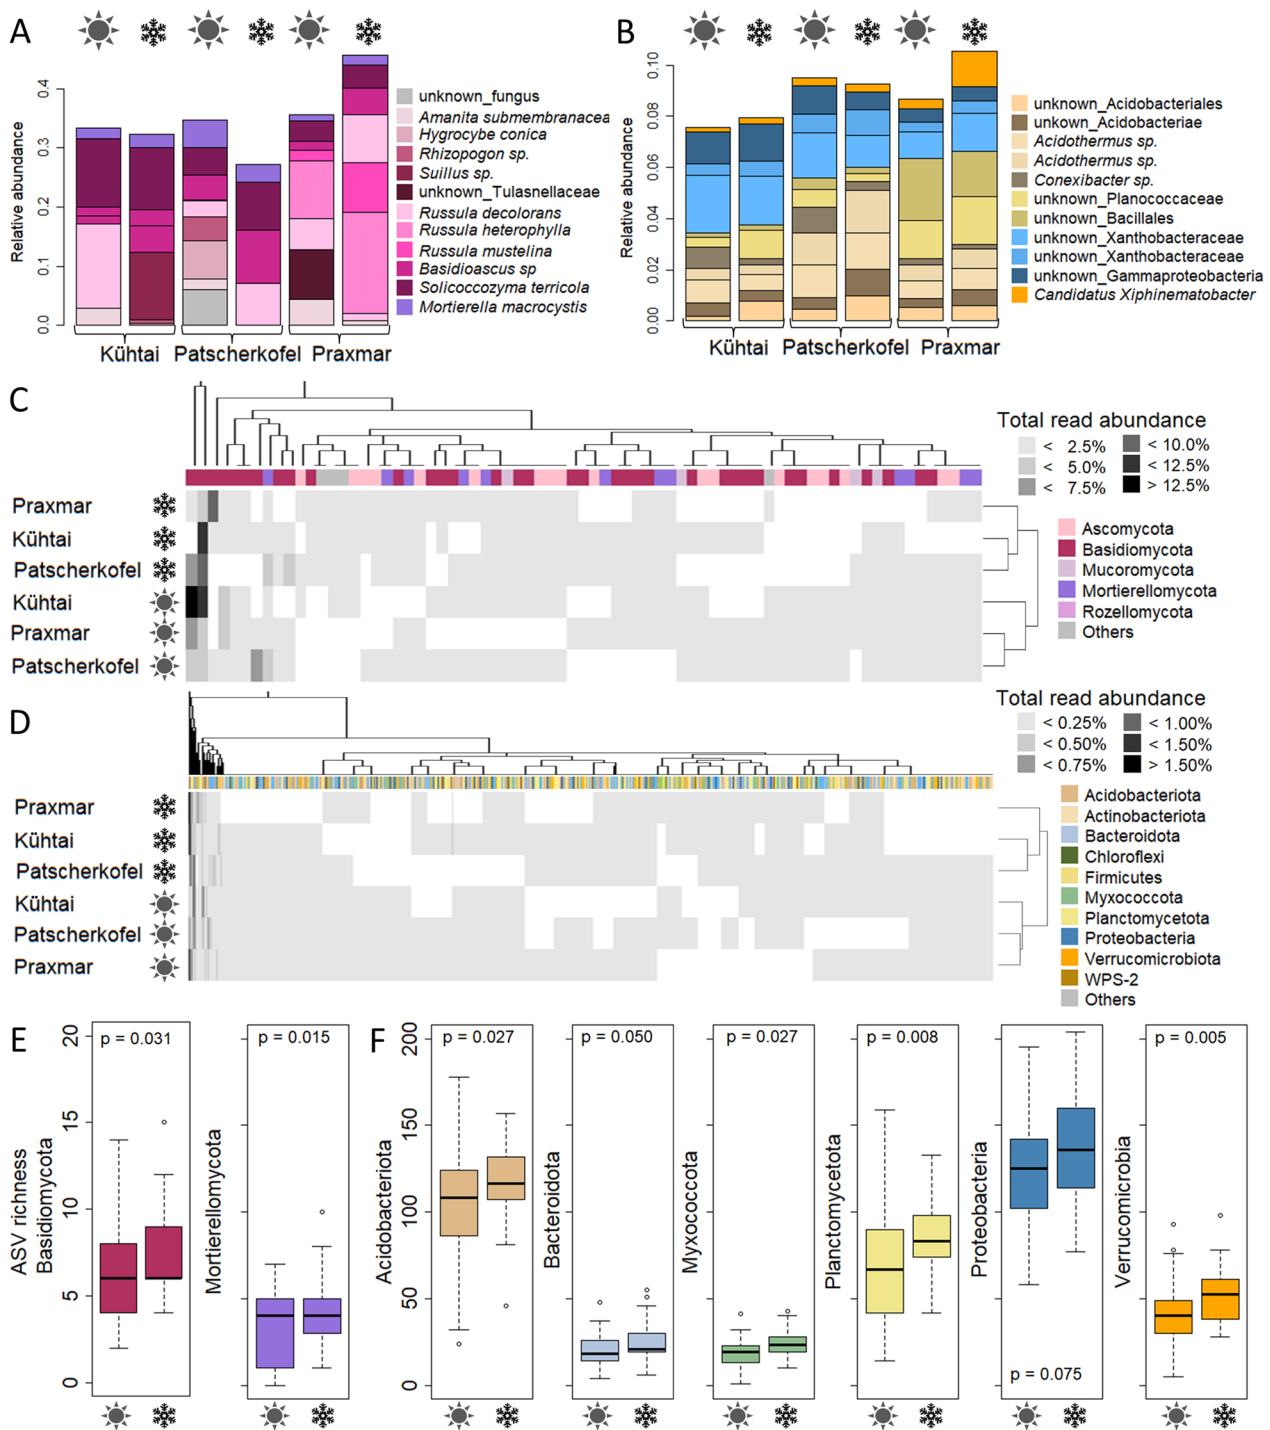 A
Relative abundance
0.0
0.1
0.2
0.3
0.4
Kühtai
Patscherkofel
Praxmar
unknown_fungus
Amanita submembranacea
Hygrocybe conica
Rhizopogon sp.
Suillus sp.
unknown_Tulasnellaceae
Russula decolorans
Russula heterophylla
Russula mustelina
Basidioascus sp
Solicoccozyma terricola
Mortierella macrocystis
B
Relative abundance
0.00
0.02
0.04
0.06
0.08
0.10
Kühtai
Patscherkofel
Praxmar
unknown_Acidobacteriales
unkown_Acidobacteriae
Acidothermus sp.
Acidothermus sp.
Conexibacter sp.
unknown_Planococcaceae
unknown_Bacillales
unknown_Xanthobacteraceae
unknown_Xanthobacteraceae
unknown_Gammaproteobacteria
Candidatus Xiphinematobacter
C
Praxmar
Kühtai
Patscherkofel
Kühtai
Praxmar
Patscherkofel
Total read abundance
< 2.5%
< 5.0%
< 7.5%
< 10.0%
< 12.5%
> 12.5%
Ascomycota
Basidiomycota
Mucoromycota
Mortierellomycota
Rozellomycota
Others
D
Praxmar
Kühtai
Patscherkofel
Kühtai
Patscherkofel
Praxmar
Total read abundance
< 0.25%
< 0.50%
< 0.75%
< 1.00%
< 1.50%
> 1.50%
Acidobacteriota
Actinobacteriota
Bacteroidota
Chloroflexi
Firmicutes
Myxococcota
Planctomycetota
Proteobacteria
Verrucomicrobiota
WPS-2
Others
E
ASV richness
Basidiomycota
0
5
10
15
20
p = 0.031
Mortierellomycota
p = 0.015
F
Acidobacteriota
0
50
100
150
200
p = 0.027
Bacteroidota
p = 0.050
Myxococcota
p = 0.027
Planctomycetota
p = 0.008
Proteobacteria
p = 0.075
Verrucomicrobia
p = 0.005